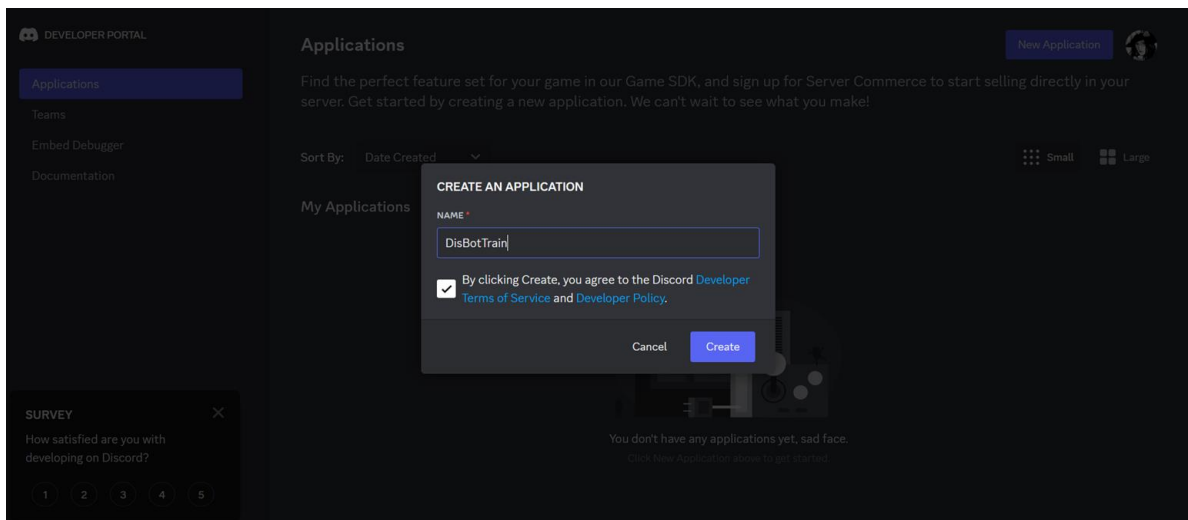 DEVELOPER PORTAL
Applications
Teams
Embed Debugger
Documentation
Applications
New Application
Find the perfect feature set for your game in our Game SDK, and sign up for Server Commerce to start selling directly in your
server. Get started by creating a new application. We can't wait to see what you make!
Sort By: Date Created
Small Large
My Applications
CREATE AN APPLICATION
NAME *
DisBotTrain
By clicking Create, you agree to the Discord Developer
Terms of Service and Developer Policy.
Cancel Create
You don't have any applications yet, sad face.
Click New Application above to get started.
SURVEY
How satisfied are you with
developing on Discord?
1 2 3 4 5